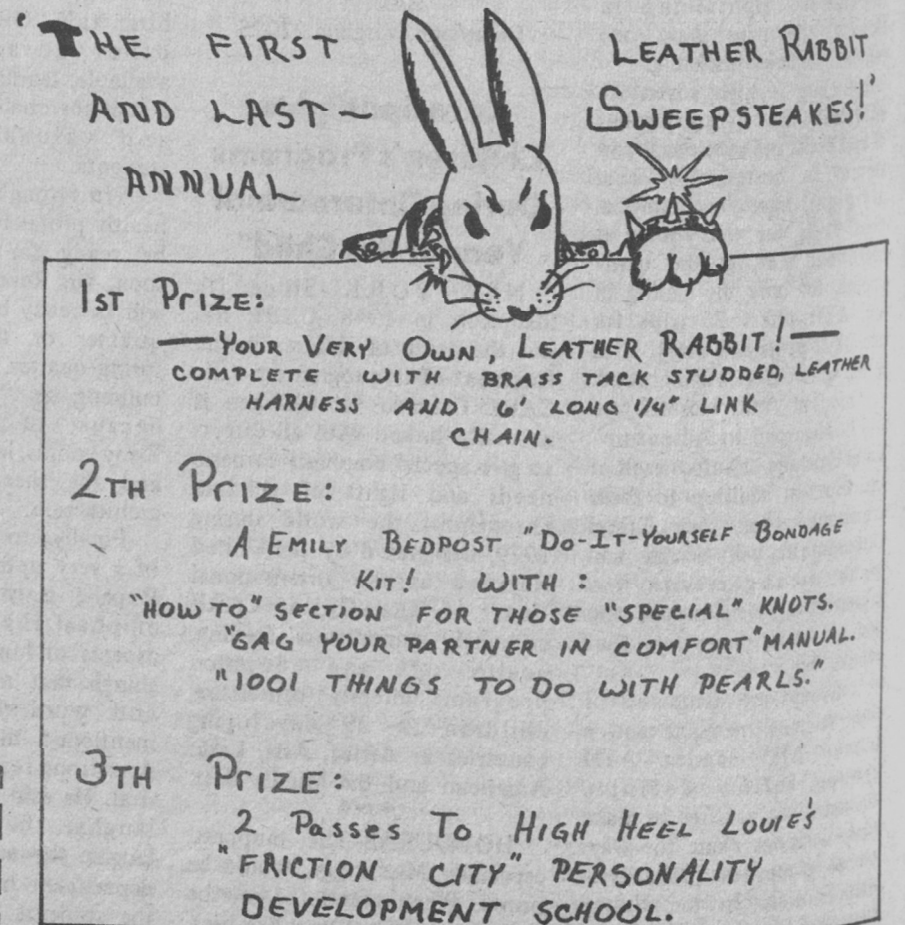 'THE FIRST
AND LAST~
ANNUAL
LEATHER RABBIT
SWEEPSTEAKES!'
1ST PRIZE:
—YOUR VERY OWN, LEATHER RABBIT!—
COMPLETE WITH BRASS TACK STUDDED, LEATHER
HARNESS AND 6' LONG 1/4" LINK
CHAIN.
2TH PRIZE:
A EMILY BEDPOST "DO-IT-YOURSELF BONDAGE
KIT! WITH:
"HOW TO" SECTION FOR THOSE "SPECIAL" KNOTS.
"GAG YOUR PARTNER IN COMFORT" MANUAL.
"1001 THINGS TO DO WITH PEARLS."
3TH PRIZE:
2 PASSES TO HIGH HEEL LOUIE'S
"FRICTION CITY" PERSONALITY
DEVELOPMENT SCHOOL.